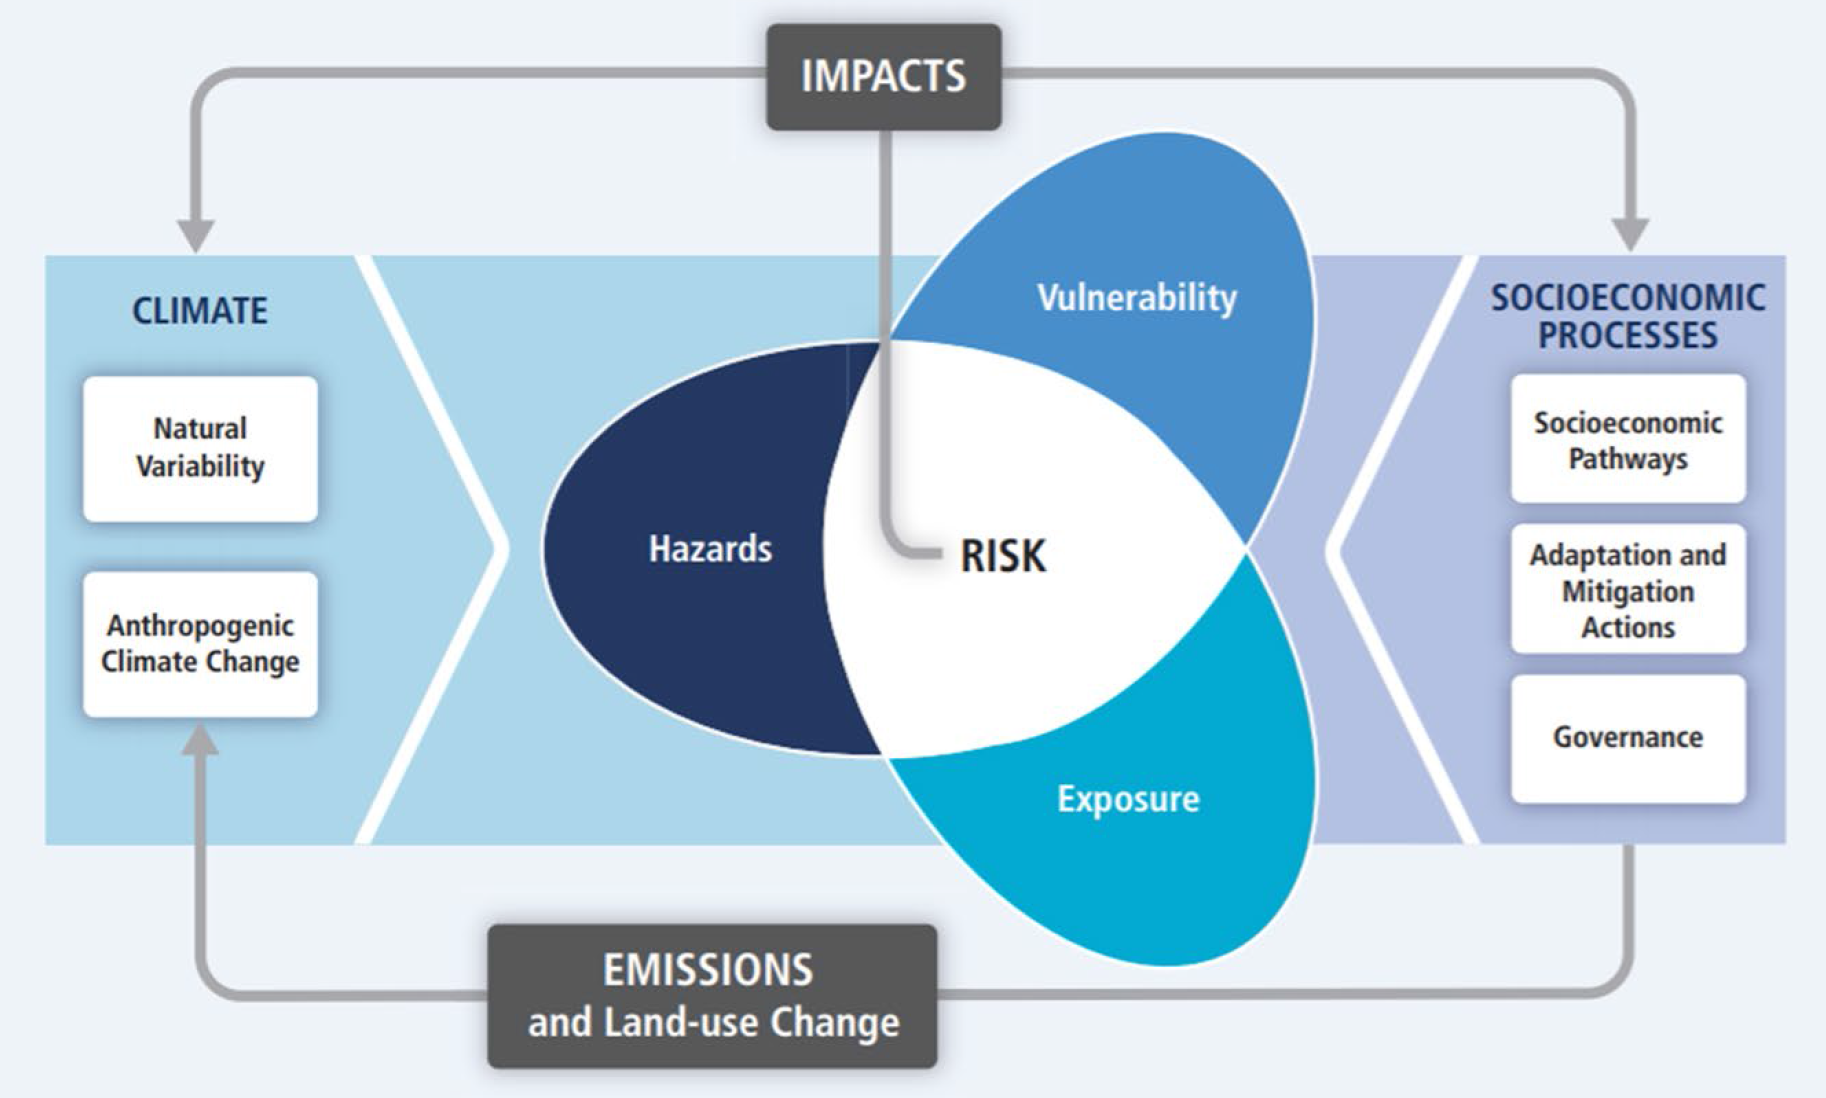 IMPACTS
CLIMATE
Natural
Variability
Anthropogenic
Climate Change
Vulnerability
Hazards
RISK
Exposure
SOCIOECONOMIC
PROCESSES
Socioeconomic
Pathways
Adaptation and
Mitigation
Actions
Governance
EMISSIONS
and Land-use Change